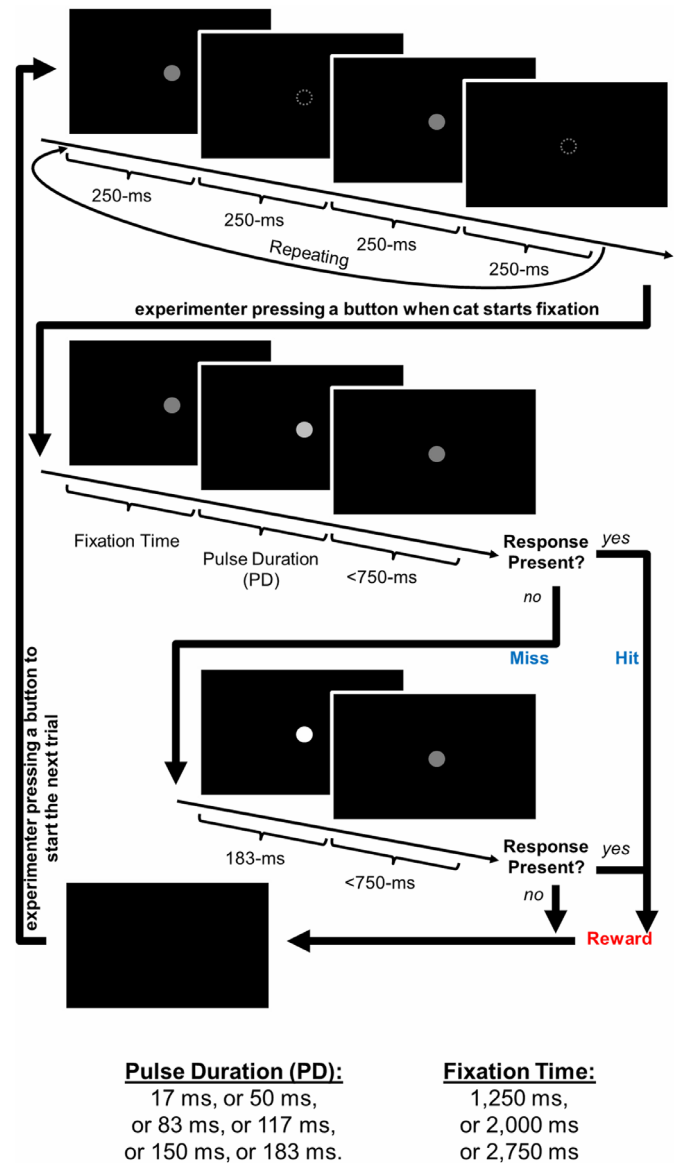 250-ms
250-ms
250-ms
250-ms
Repeating
experimenter pressing a button when cat starts fixation
Fixation Time
Pulse Duration
(PD)
<750-ms
Response
Present?
yes
no
Miss
Hit
183-ms
<750-ms
Response
Present?
yes
no
Reward
experimenter pressing a button to
start the next trial
Pulse Duration (PD):
17 ms, or 50 ms,
or 83 ms, or 117 ms,
or 150 ms, or 183 ms.
Fixation Time:
1,250 ms,
or 2,000 ms
or 2,750 ms